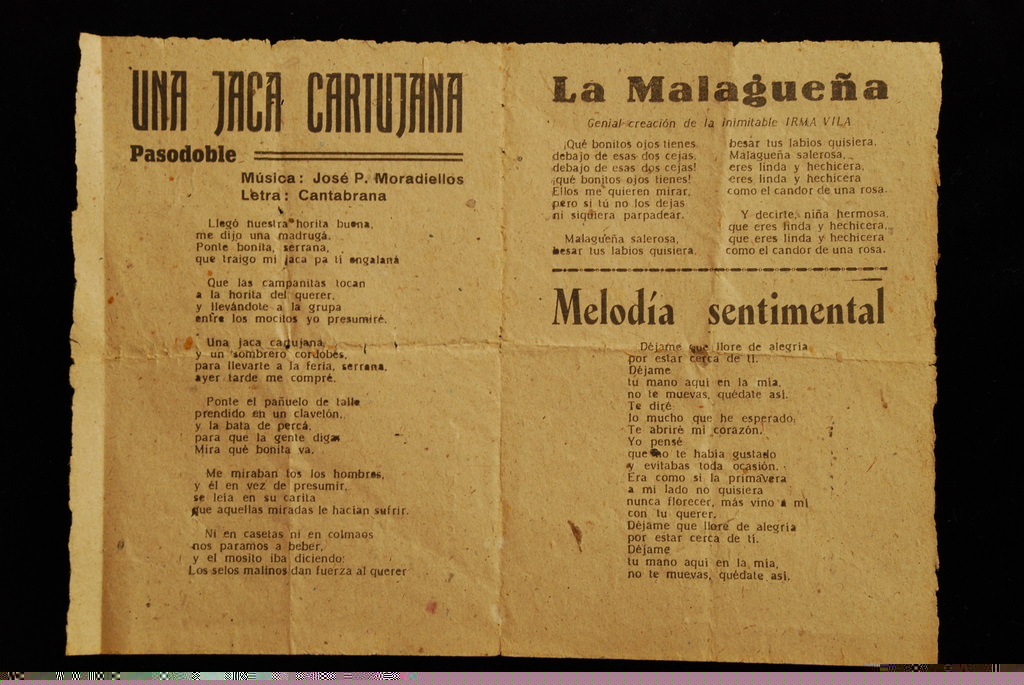 UNA JACA CARTUJANA
Pasodoble
Música: José P. Moradiellos
Letra: Cantabrana
Llegó nuestra horita buena,
me dijo una madrugá.
Ponte bonita, serrana,
que traigo mi jaca pa ti engalaná
Que las campanitas tocan
a la horita del querer,
y llevándote a la grupa
entre los mocitos yo presumiré.
Una jaca cartujana,
y un sombrero cordobés,
para llevarte a la feria, serrana,
ayer tarde me compré.
Ponte el pañuelo de talle
prendido en un clavelón,
y la bata de percá,
para que la gente digas
Mira qué bonita va.
Me miraban tos los hombres,
y él en vez de presumir,
se leía en su carita
que aquellas miradas le hacían sufrir.
Ni en casetas ni en colmaos
nos paramos a beber,
y el mosito iba diciendo:
Los selos malinos dan fuerza al querer
La Malagueña
Genial creación de la inimitable IRMA VILA
¡Qué bonitos ojos tienes
debajo de esas dos cejas,
debajo de esas dos cejas!
¡qué bonitos ojos tienes!
Ellos me quieren mirar,
pero si tú no los dejas
ni siquiera parpadear.
Malagueña salerosa,
besar tus labios quisiera.
besar tus labios quisiera.
Malagueña salerosa,
eres linda y hechicera,
eres linda y hechicera
como el candor de una rosa.
Y decirte, niña hermosa,
que eres linda y hechicera,
que eres linda y hechicera
como el candor de una rosa.
Melodía sentimental
Déjame que llore de alegría
por estar cerca de ti.
Déjame
tu mano aquí en la mía,
no te muevas, quédate así.
Te diré
lo mucho que he esperado.
Te abriré mi corazón.
Yo pensé
que no te había gustado
y evitabas toda ocasión.
Era como si la primavera
a mi lado no quisiera
nunca florecer, más vino a mí
con tu querer.
Déjame que llore de alegría
por estar cerca de ti.
Déjame
tu mano aquí en la mía,
no te muevas, quédate así.